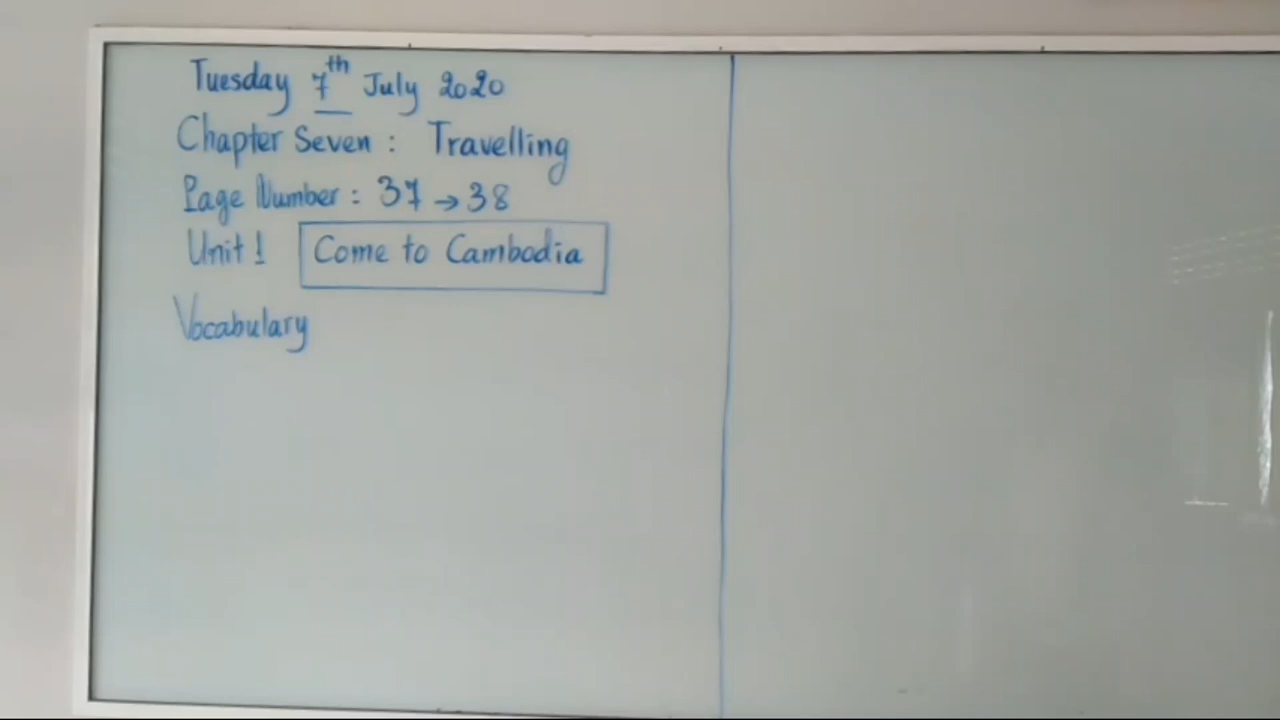 Tuesday 7th July 2020
Chapter Seven : Travelling
Page Number : 37 → 38
Unit 1 Come to Cambodia
Vocabulary